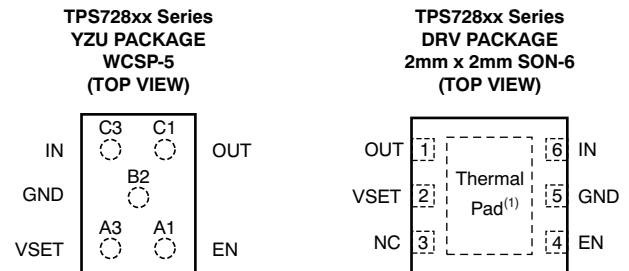 TPS728xx Series
YZU PACKAGE
WCSP-5
(TOP VIEW)
C3 C1
IN OUT
B2
GND
A3 A1
VSET EN
TPS728xx Series
DRV PACKAGE
2mm x 2mm SON-6
(TOP VIEW)
OUT 1 6 IN
Thermal
VSET 2 5 GND
Pad(1)
NC 3 4 EN